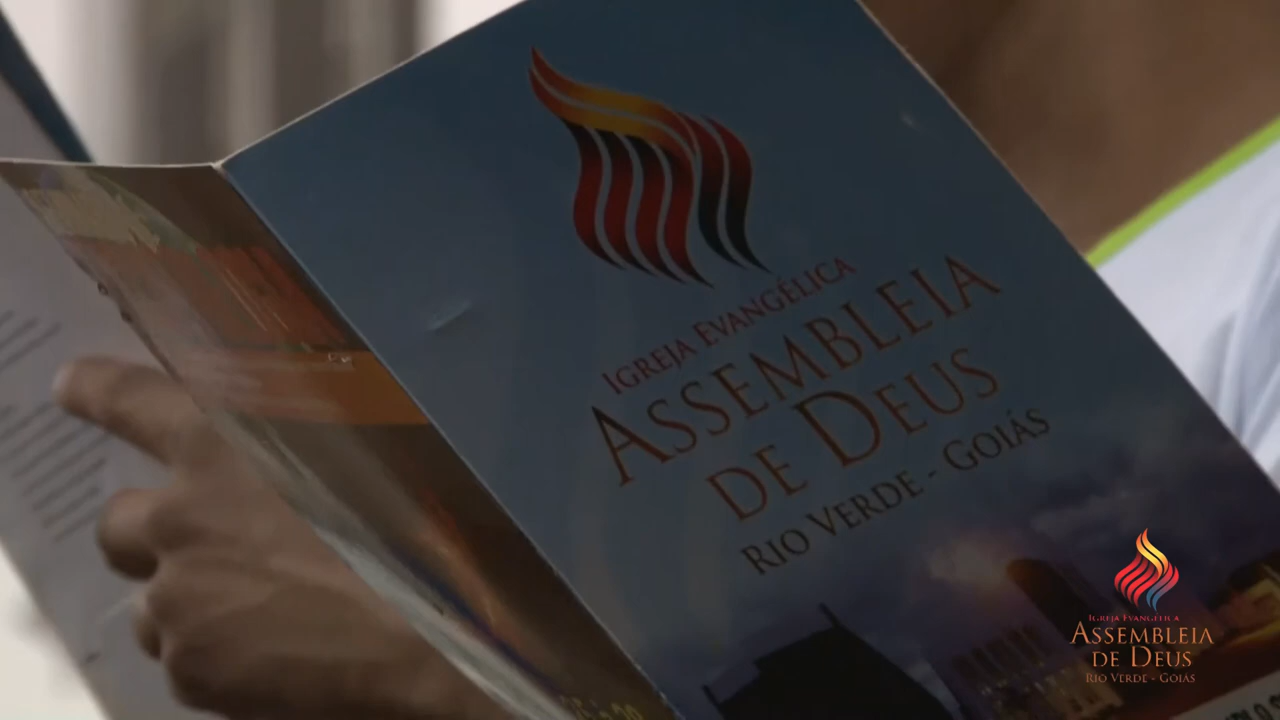 IGREJA EVANGÉLICA
ASSEMBLEIA
DE DEUS
RIO VERDE - GOIÁS
IGREJA EVANGÉLICA
ASSEMBLEIA
DE DEUS
RIO VERDE - GOIÁS